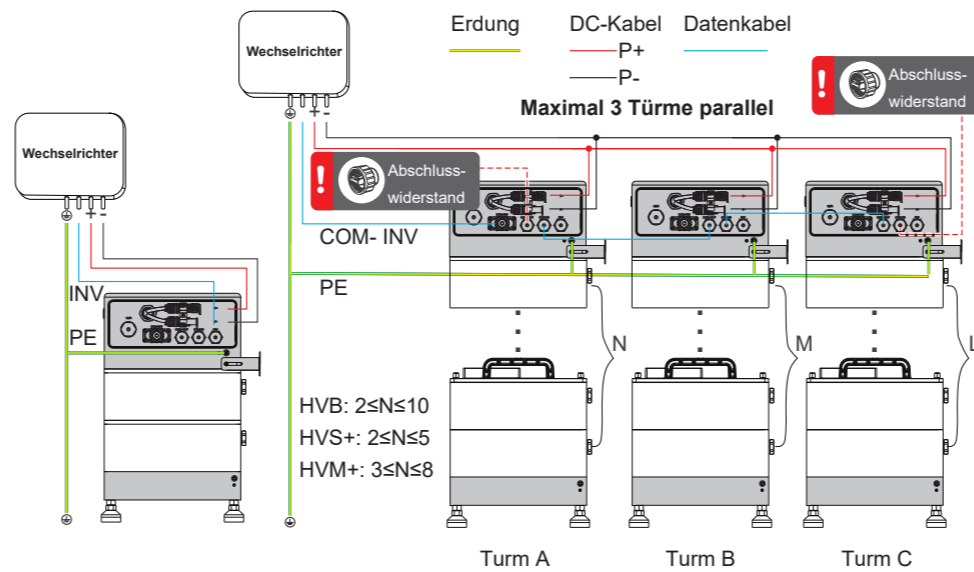 Wechselrichter
+
-
INV
PE
Wechselrichter
+
-
Erdung
DC-Kabel
Datenkabel
P+
P-
Maximal 3 Türme parallel
Abschluss-
widerstand
Abschluss-
widerstand
COM- INV
PE
N
M
L
HVB: 2≤N≤10
HVS+: 2≤N≤5
HVM+: 3≤N≤8
Turm A
Turm B
Turm C